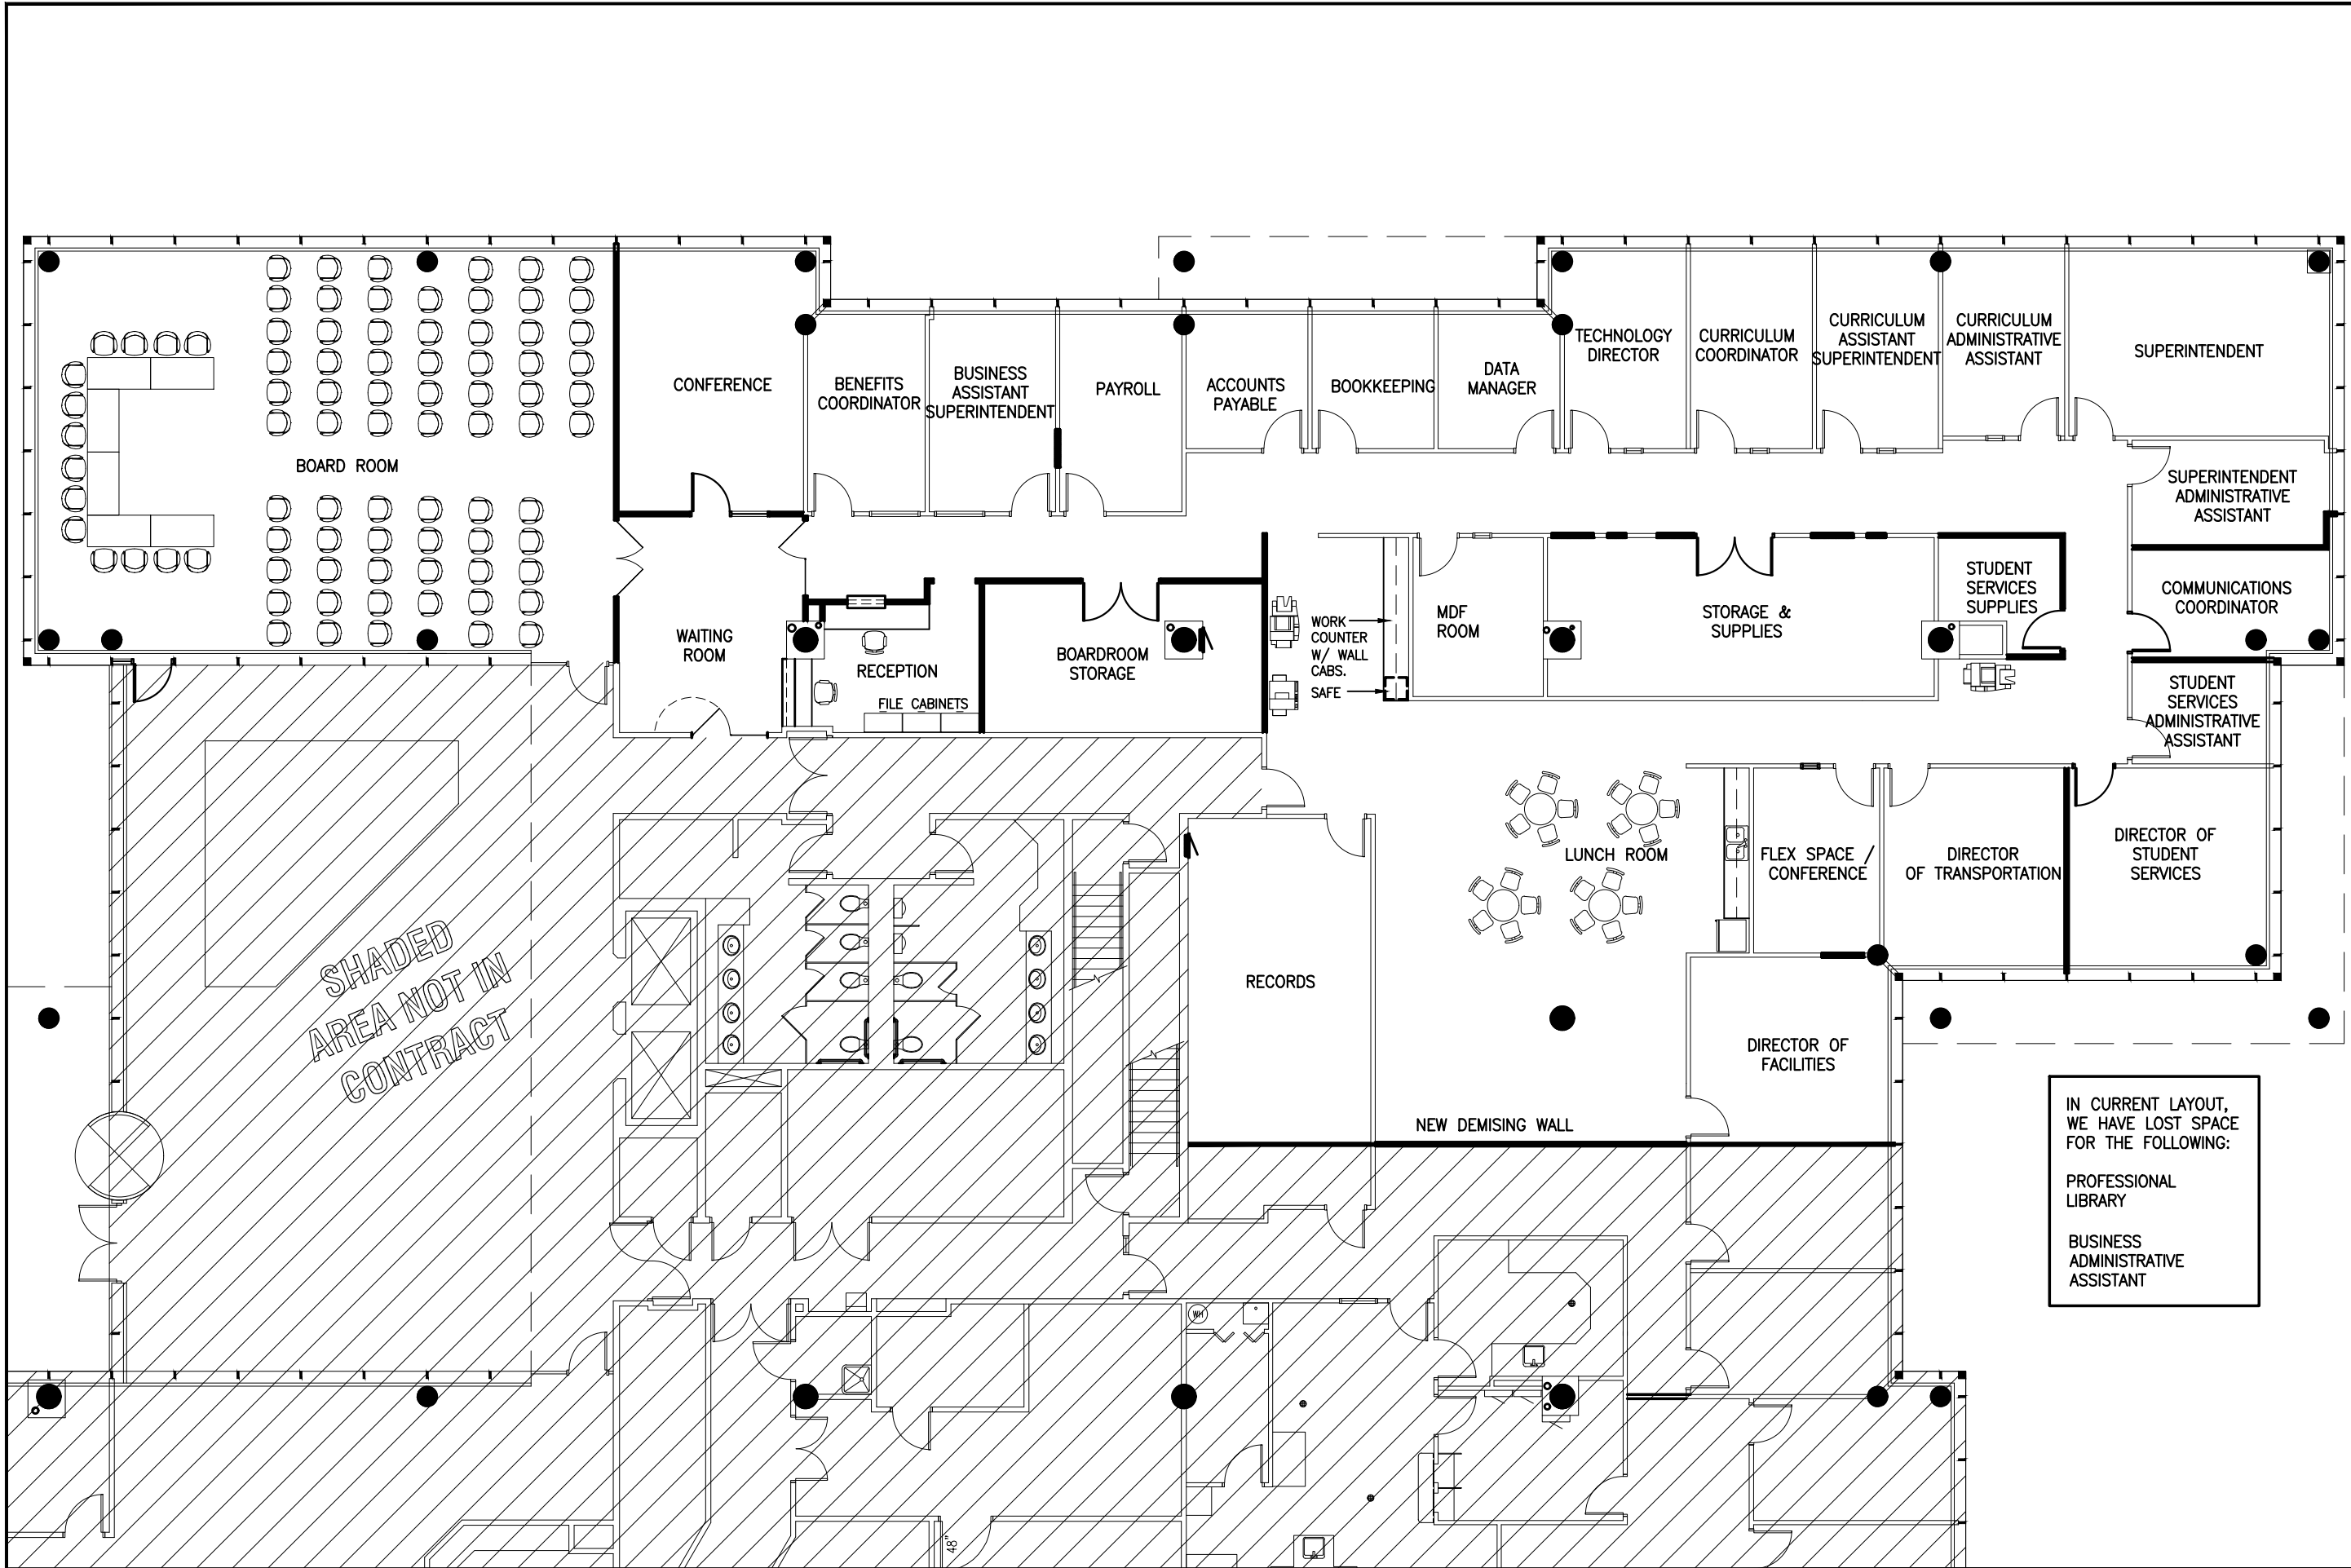 TECHNOLOGY
DIRECTOR
CURRICULUM
COORDINATOR
CURRICULUM
ASSISTANT
SUPERINTENDENT
CURRICULUM
ADMINISTRATIVE
ASSISTANT
SUPERINTENDENT
CONFERENCE
BENEFITS
COORDINATOR
BUSINESS
ASSISTANT
SUPERINTENDENT
PAYROLL
ACCOUNTS
PAYABLE
BOOKKEEPING
DATA
MANAGER
BOARD ROOM
SUPERINTENDENT
ADMINISTRATIVE
ASSISTANT
WAITING
ROOM
RECEPTION
FILE CABINETS
BOARDROOM
STORAGE
WORK
COUNTER
W/ WALL
CABS.
SAFE
MDF
ROOM
STORAGE &
SUPPLIES
STUDENT
SERVICES
SUPPLIES
COMMUNICATIONS
COORDINATOR
STUDENT
SERVICES
ADMINISTRATIVE
ASSISTANT
LUNCH ROOM
FLEX SPACE /
CONFERENCE
DIRECTOR
OF TRANSPORTATION
DIRECTOR OF
STUDENT
SERVICES
SHADED
AREA NOT IN
CONTRACT
RECORDS
DIRECTOR OF
FACILITIES
NEW DEMISING WALL
IN CURRENT LAYOUT,
WE HAVE LOST SPACE
FOR THE FOLLOWING:
PROFESSIONAL
LIBRARY
BUSINESS
ADMINISTRATIVE
ASSISTANT
WH
48"